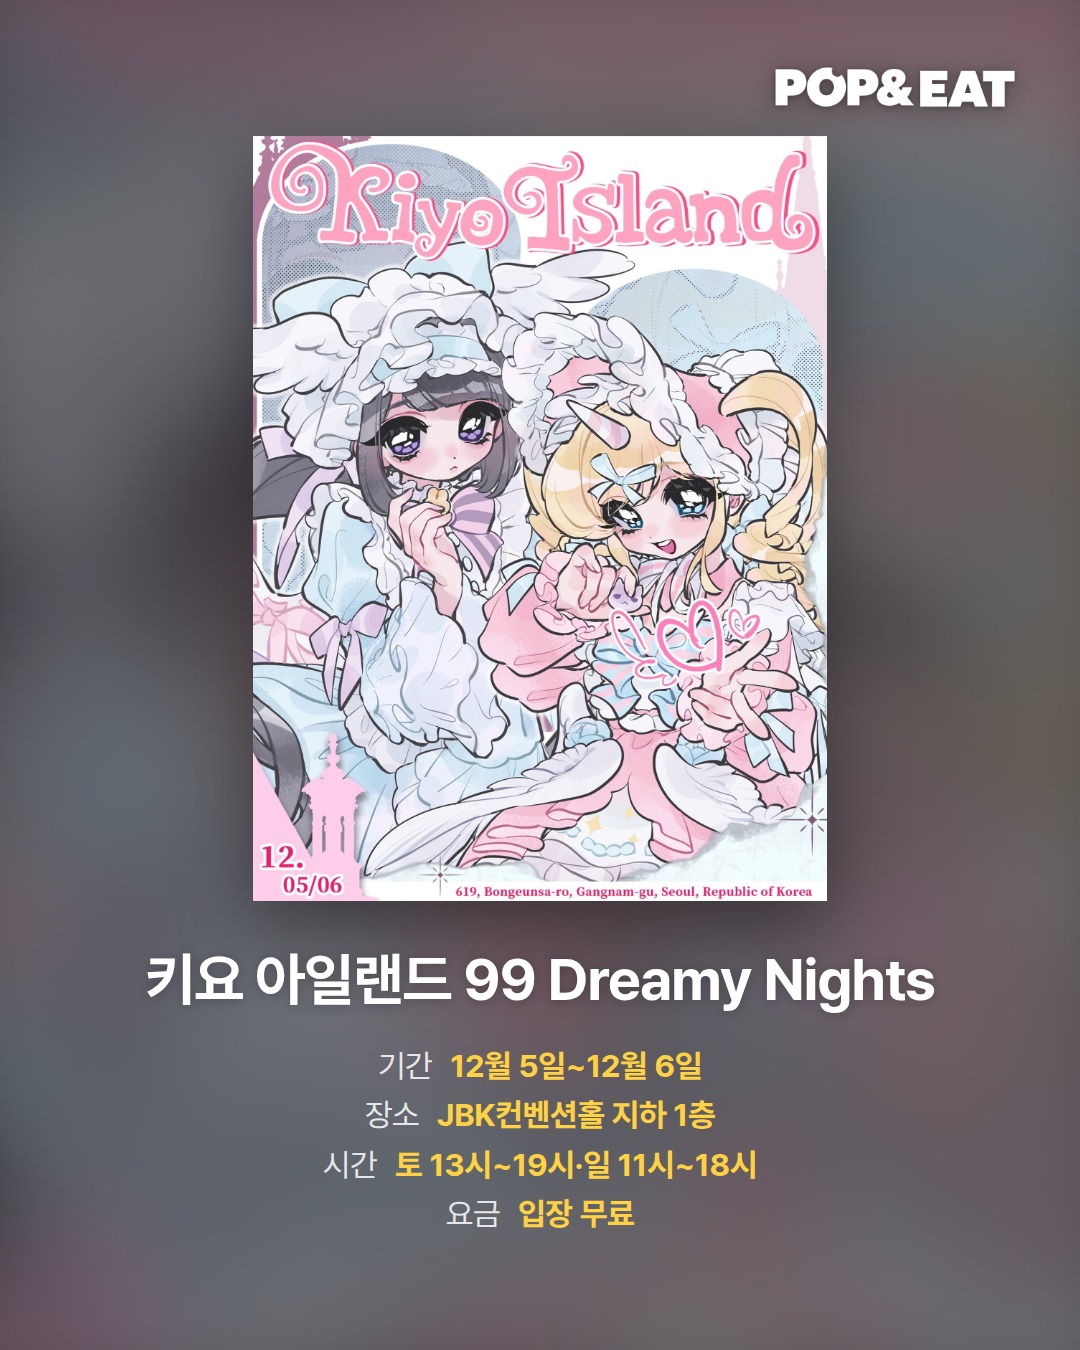 POP&EAT
Kiyo Island
12.
05/06
619, Bongeunsa-ro, Gangnam-gu, Seoul, Republic of Korea
키요 아일랜드 99 Dreamy Nights
기간 12월 5일~12월 6일
장소 JBK컨벤션홀 지하 1층
시간 토 13시~19시·일 11시~18시
요금 입장 무료